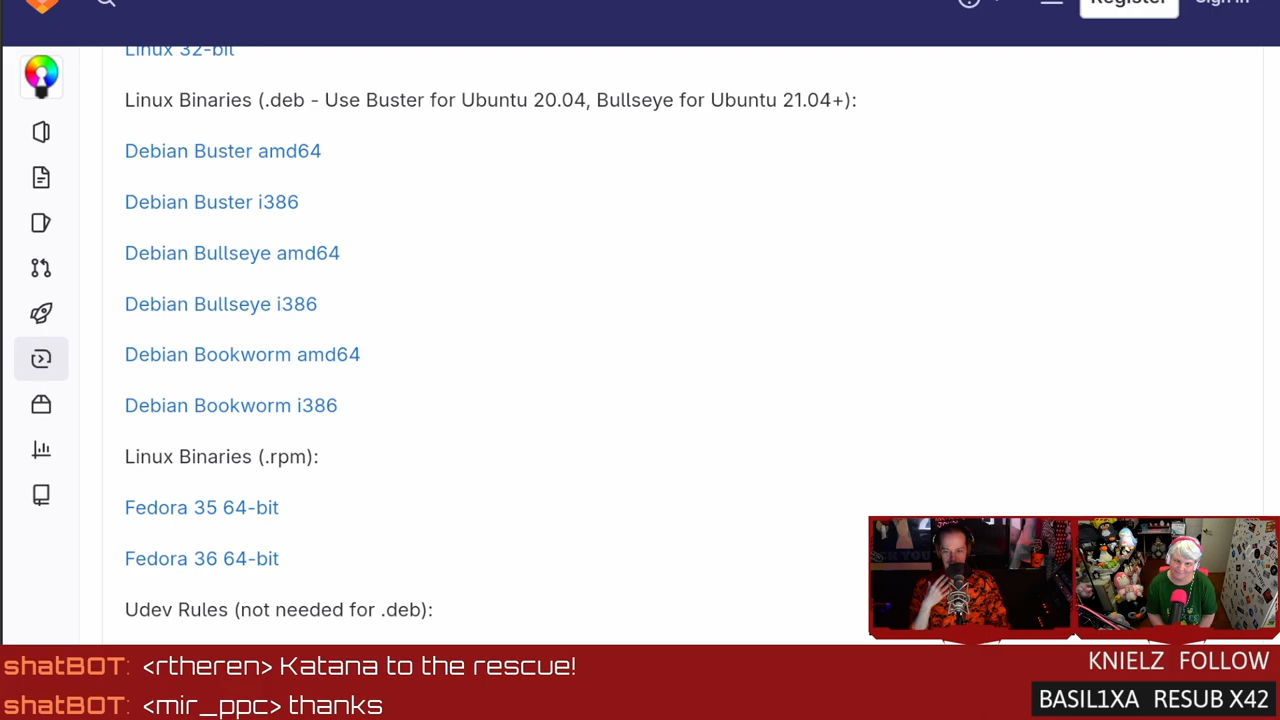 Register
Sign in
Linux 32-bit
Linux Binaries (.deb - Use Buster for Ubuntu 20.04, Bullseye for Ubuntu 21.04+):
Debian Buster amd64
Debian Buster i386
Debian Bullseye amd64
Debian Bullseye i386
Debian Bookworm amd64
Debian Bookworm i386
Linux Binaries (.rpm):
Fedora 35 64-bit
Fedora 36 64-bit
Udev Rules (not needed for .deb):
shatBOT: <rtheren> Katana to the rescue!
shatBOT: <mir_ppc> thanks
KNIELZ FOLLOW
BASIL1XA RESUB X42